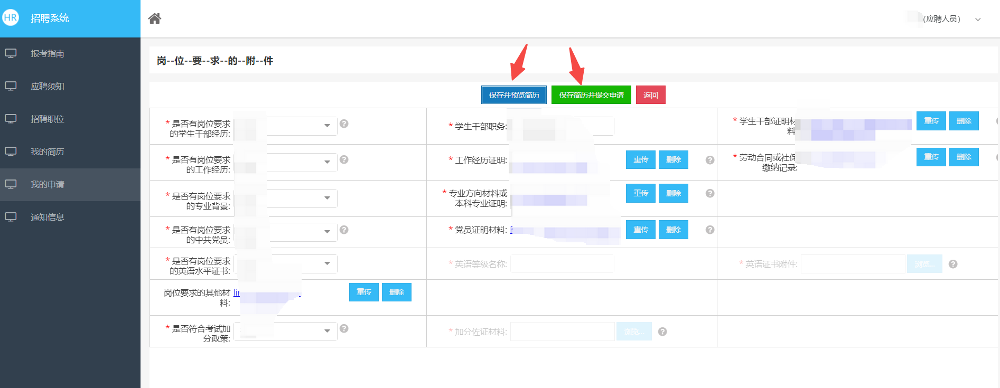 HR 招聘系统
(应聘人员)
报考指南
应聘须知
招聘职位
我的简历
我的申请
通知信息
岗--位--要--求--的--附--件
保存并预览简历 保存简历并提交申请 返回
* 是否有岗位要求
的学生干部经历:
* 学生干部职务:
* 学生干部证明材
料
重传 删除
* 是否有岗位要求
的工作经历:
* 工作经历证明:
重传 删除
* 劳动合同或社保
缴纳记录:
重传 删除
* 是否有岗位要求
的专业背景:
* 专业方向材料或
本科专业证明:
重传 删除
* 是否有岗位要求
的中共党员:
* 党员证明材料:
重传 删除
* 是否有岗位要求
的英语水平证书:
* 英语等级名称:
* 英语证书附件:
浏览...
岗位要求的其他材
料:
重传 删除
* 是否符合考试加
分政策:
* 加分佐证材料:
浏览...